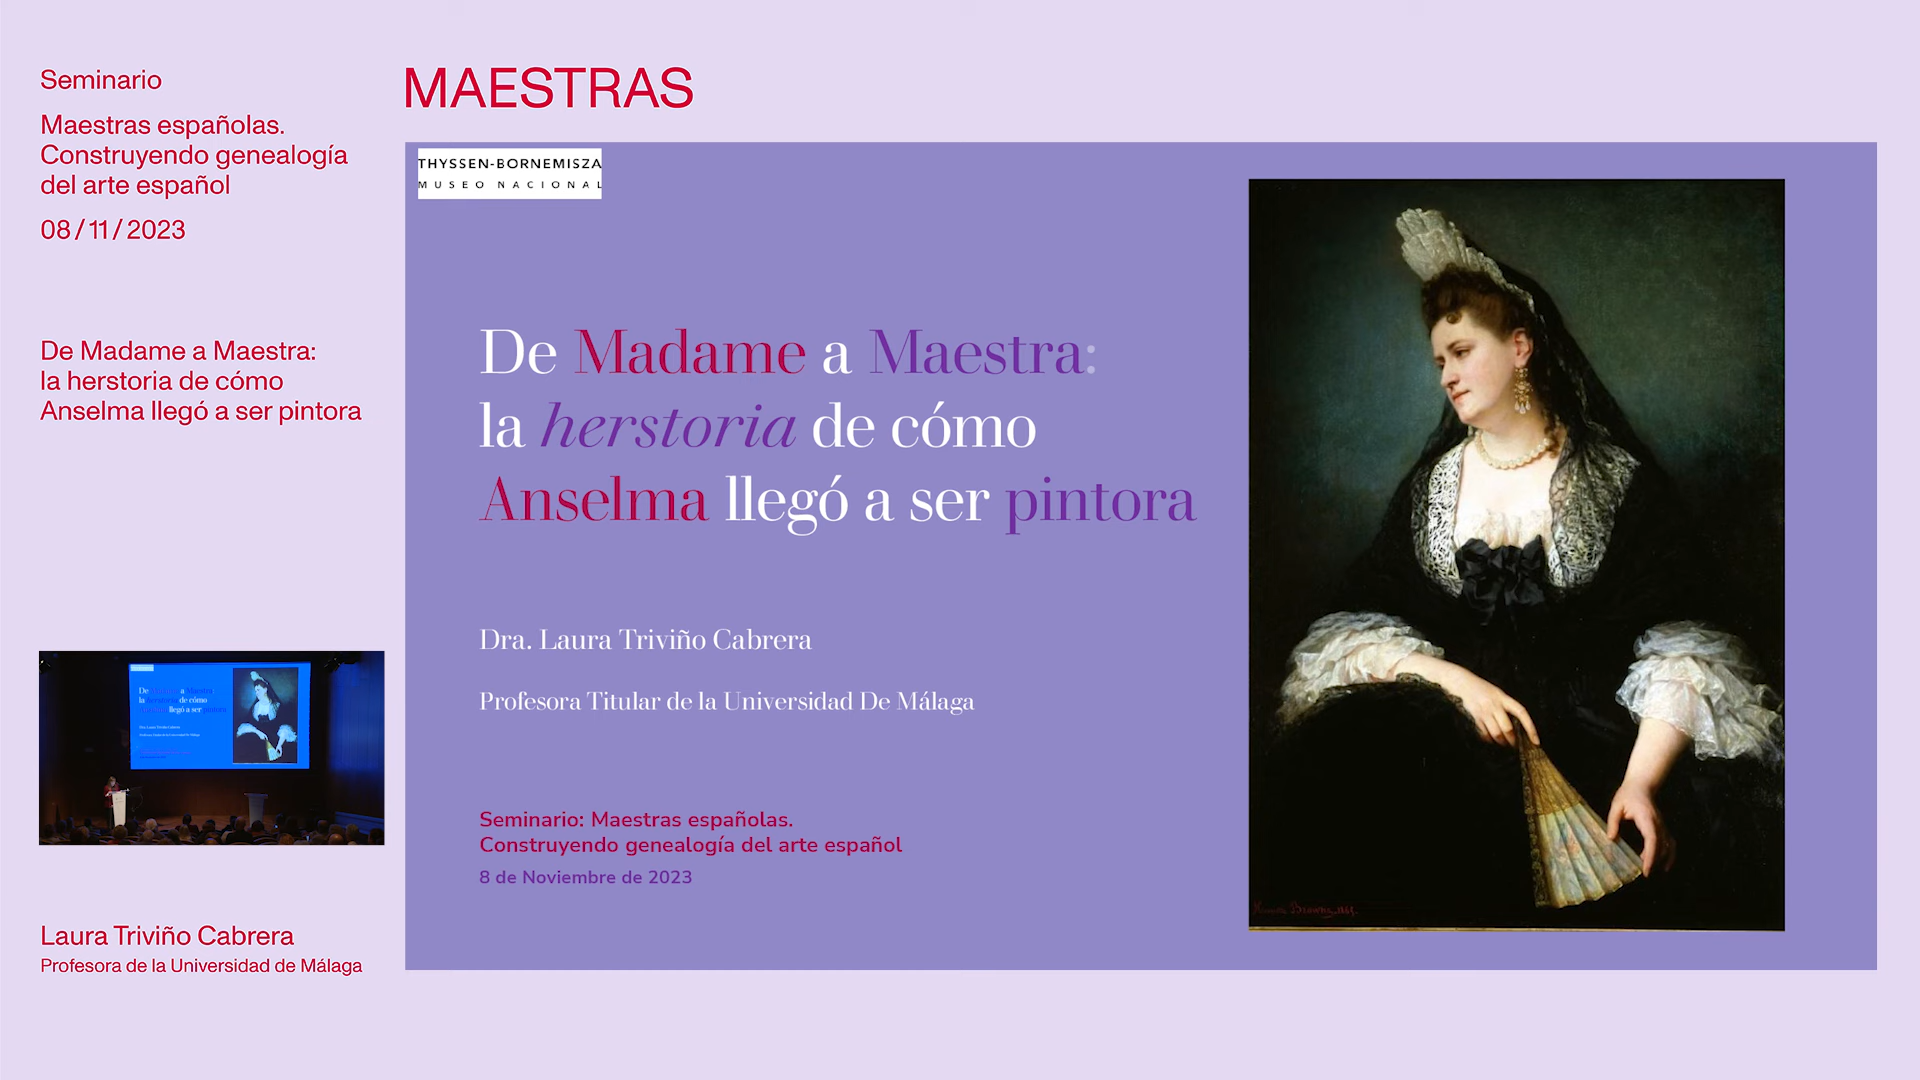 Seminario
Maestras españolas.
Construyendo genealogía
del arte español
08/11/2023
De Madame a Maestra:
la herstoria de cómo
Anselma llegó a ser pintora
Laura Triviño Cabrera
Profesora de la Universidad de Málaga
MAESTRAS
THYSSEN-BORNEMISZA
MUSEO NACIONAL
De Madame a Maestra:
la herstoria de cómo
Anselma llegó a ser pintora
Dra. Laura Triviño Cabrera
Profesora Titular de la Universidad De Málaga
Seminario: Maestras españolas.
Construyendo genealogía del arte español
8 de Noviembre de 2023